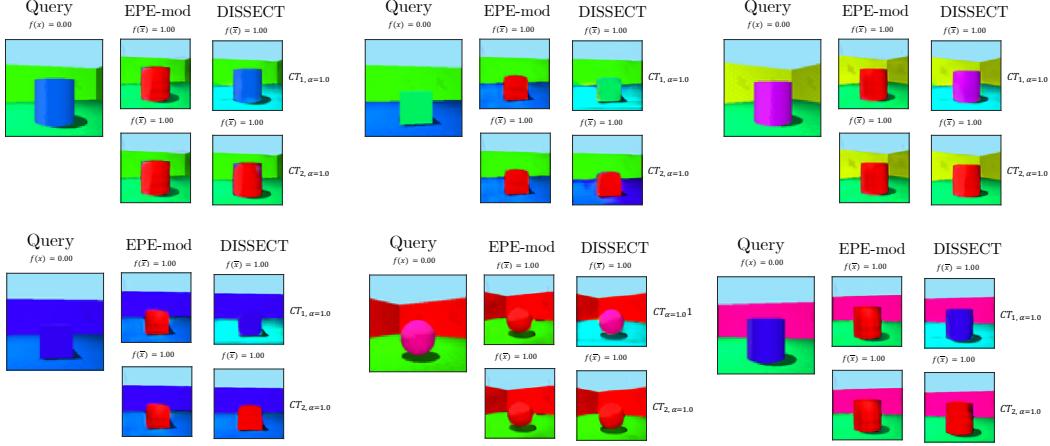 Query EPE-mod DISSECT
f(x) = 0.00 f(x̅) = 1.00 f(x̅) = 1.00
CT₁, α=1.0
f(x̅) = 1.00 f(x̅) = 1.00
CT₂, α=1.0
Query EPE-mod DISSECT
f(x) = 0.00 f(x̅) = 1.00 f(x̅) = 1.00
CT₁, α=1.0
f(x̅) = 1.00 f(x̅) = 1.00
CT₂, α=1.0
Query EPE-mod DISSECT
f(x) = 0.00 f(x̅) = 1.00 f(x̅) = 1.00
CT₁, α=1.0
f(x̅) = 1.00 f(x̅) = 1.00
CT₂, α=1.0
Query EPE-mod DISSECT
f(x) = 0.00 f(x̅) = 1.00 f(x̅) = 1.00
CT₁, α=1.0
f(x̅) = 1.00 f(x̅) = 1.00
CT₂, α=1.0
Query EPE-mod DISSECT
f(x) = 0.00 f(x̅) = 1.00 f(x̅) = 1.00
CTα=1.01
f(x̅) = 1.00 f(x̅) = 1.00
CT₂, α=1.0
Query EPE-mod DISSECT
f(x) = 0.00 f(x̅) = 1.00 f(x̅) = 1.00
CT₁, α=1.0
f(x̅) = 1.00 f(x̅) = 1.00
CT₂, α=1.0